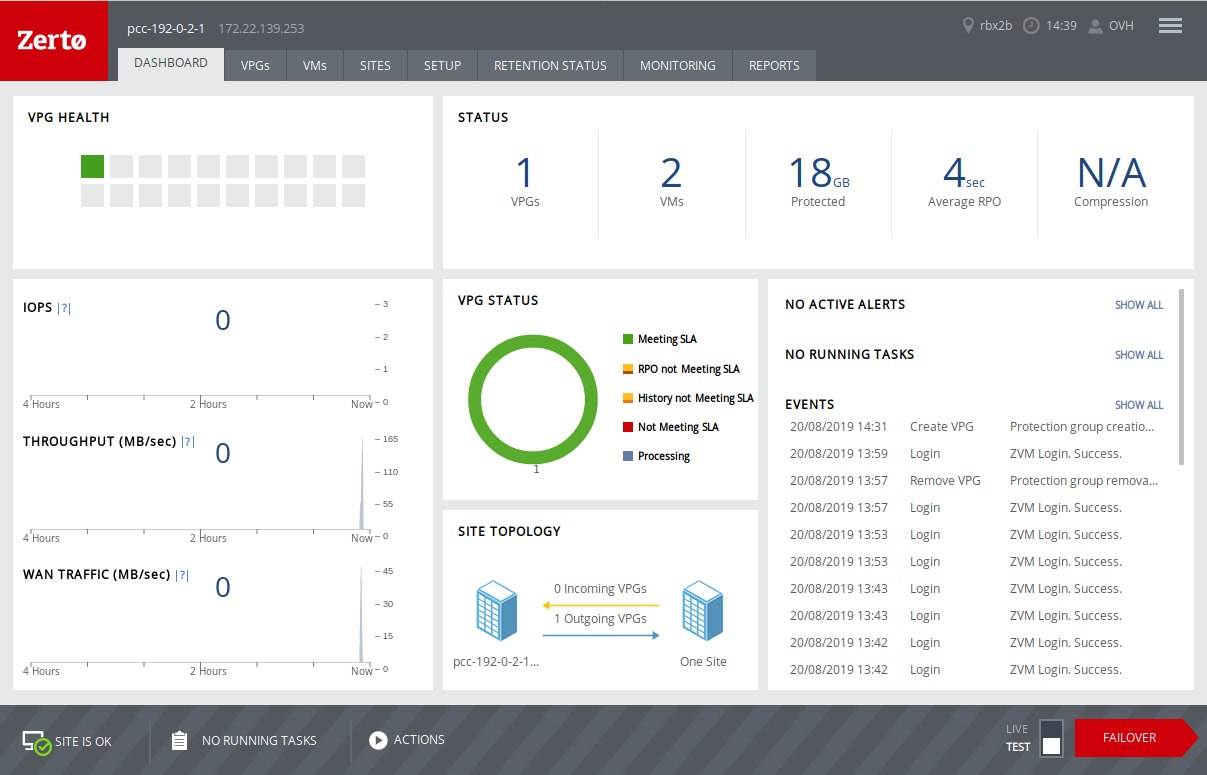 Zerto
pcc-192-0-2-1 172.22.139.253
rbx2b 14:39 OVH
DASHBOARD VPGs VMs SITES SETUP RETENTION STATUS MONITORING REPORTS
VPG HEALTH
STATUS
1
VPGs
2
VMs
18GB
Protected
4sec
Average RPO
N/A
Compression
IOPS |?|
0
3
2
1
0
4 Hours 2 Hours Now
THROUGHPUT (MB/sec) |?|
0
165
110
55
0
4 Hours 2 Hours Now
WAN TRAFFIC (MB/sec) |?|
0
45
30
15
0
4 Hours 2 Hours Now
VPG STATUS
1
Meeting SLA
RPO not Meeting SLA
History not Meeting SLA
Not Meeting SLA
Processing
SITE TOPOLOGY
0 Incoming VPGs
1 Outgoing VPGs
pcc-192-0-2-1... One Site
NO ACTIVE ALERTS SHOW ALL
NO RUNNING TASKS SHOW ALL
EVENTS SHOW ALL
20/08/2019 14:31 Create VPG Protection group creatio...
20/08/2019 13:59 Login ZVM Login. Success.
20/08/2019 13:57 Remove VPG Protection group remova...
20/08/2019 13:57 Login ZVM Login. Success.
20/08/2019 13:53 Login ZVM Login. Success.
20/08/2019 13:53 Login ZVM Login. Success.
20/08/2019 13:43 Login ZVM Login. Success.
20/08/2019 13:43 Login ZVM Login. Success.
20/08/2019 13:42 Login ZVM Login. Success.
20/08/2019 13:42 Login ZVM Login. Success.
SITE IS OK NO RUNNING TASKS ACTIONS
LIVE
TEST
FAILOVER